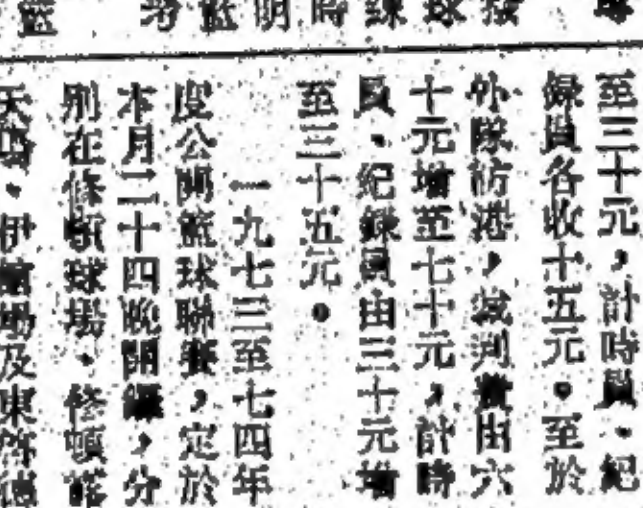 至三十元，計時員、紀
錄員各收十五元。至於
外隊訪港，裁判費由六
十元增至七十元，計時
員、紀錄員由三十元增
至三十五元。
一九七三至七四年
度公開籃球聯賽，定於
本月二十四晚開鑼，分
別在修頓球場、修頓
天場、伊館場及東